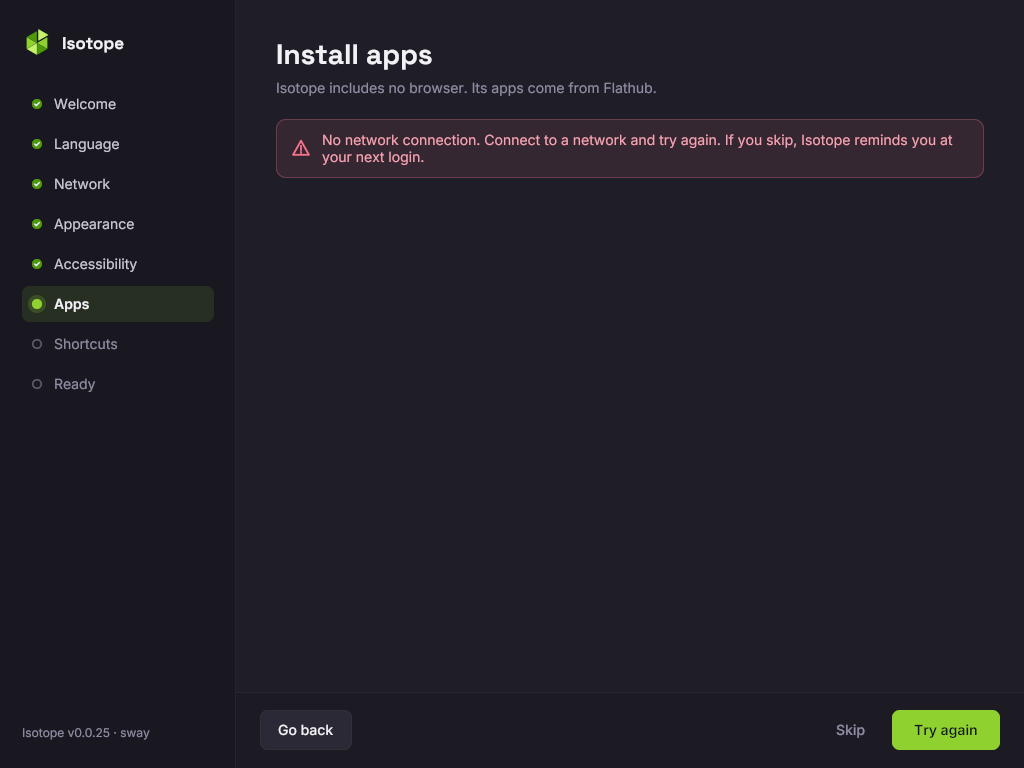 Isotope
Welcome
Language
Network
Appearance
Accessibility
Apps
Shortcuts
Ready
Isotope v0.0.25 · sway
Install apps
Isotope includes no browser. Its apps come from Flathub.
No network connection. Connect to a network and try again. If you skip, Isotope reminds you at
your next login.
Go back
Skip
Try again